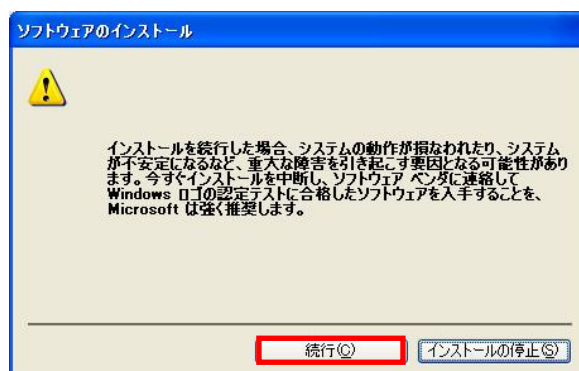 ソフトウェアのインストール
インストールを続行した場合、システムの動作が損なわれたり、システム
が不安定になるなど、重大な障害を引き起こす要因となる可能性があり
ます。今すぐインストールを中断し、ソフトウェア ベンダに連絡して
Windows ロゴの認定テストに合格したソフトウェアを入手することを、
Microsoft は強く推奨します。
続行(C) インストールの停止(S)